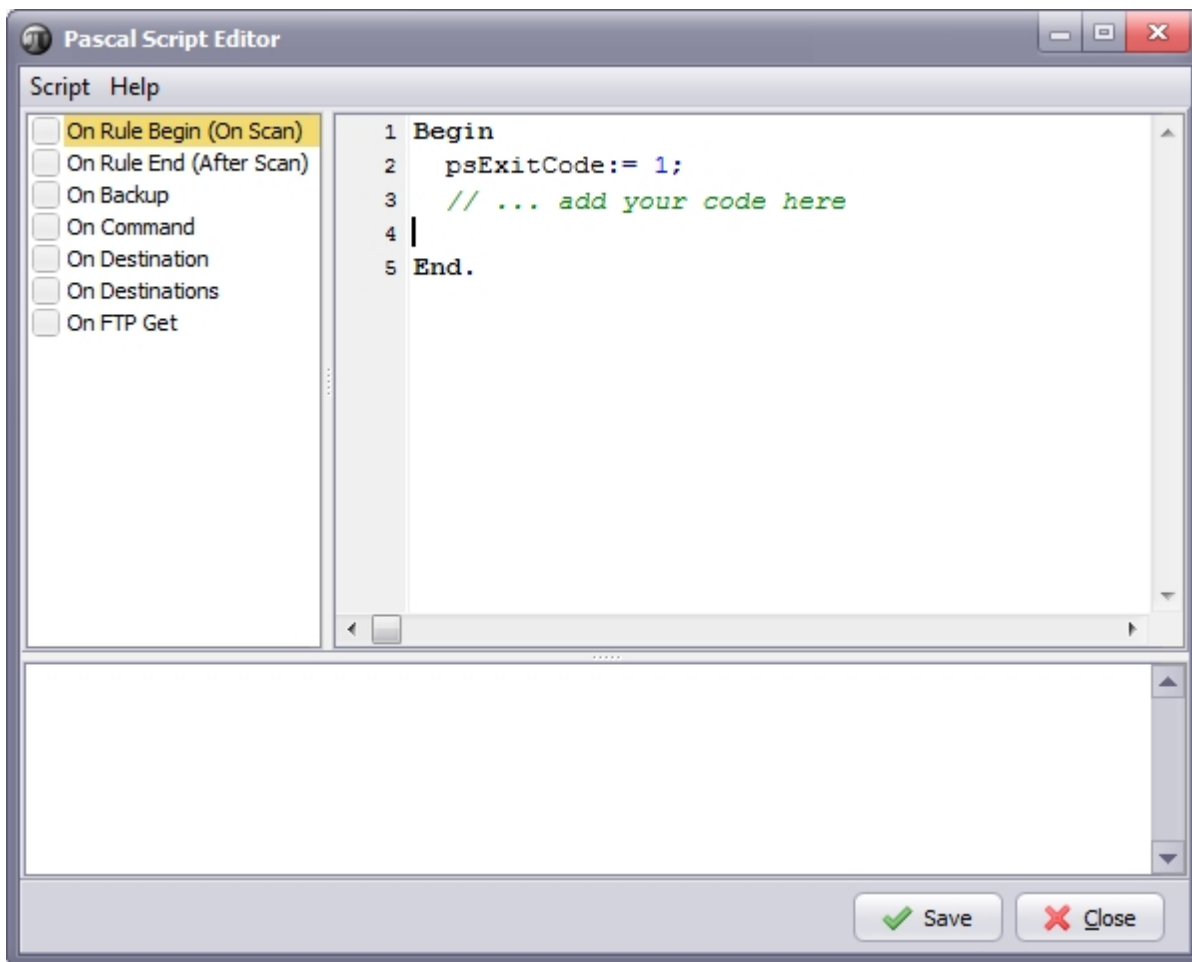 Pascal Script Editor
Script Help
On Rule Begin (On Scan)
On Rule End (After Scan)
On Backup
On Command
On Destination
On Destinations
On FTP Get
1 Begin
2 psExitCode:= 1;
3 // ... add your code here
4
5 End.
Save Close